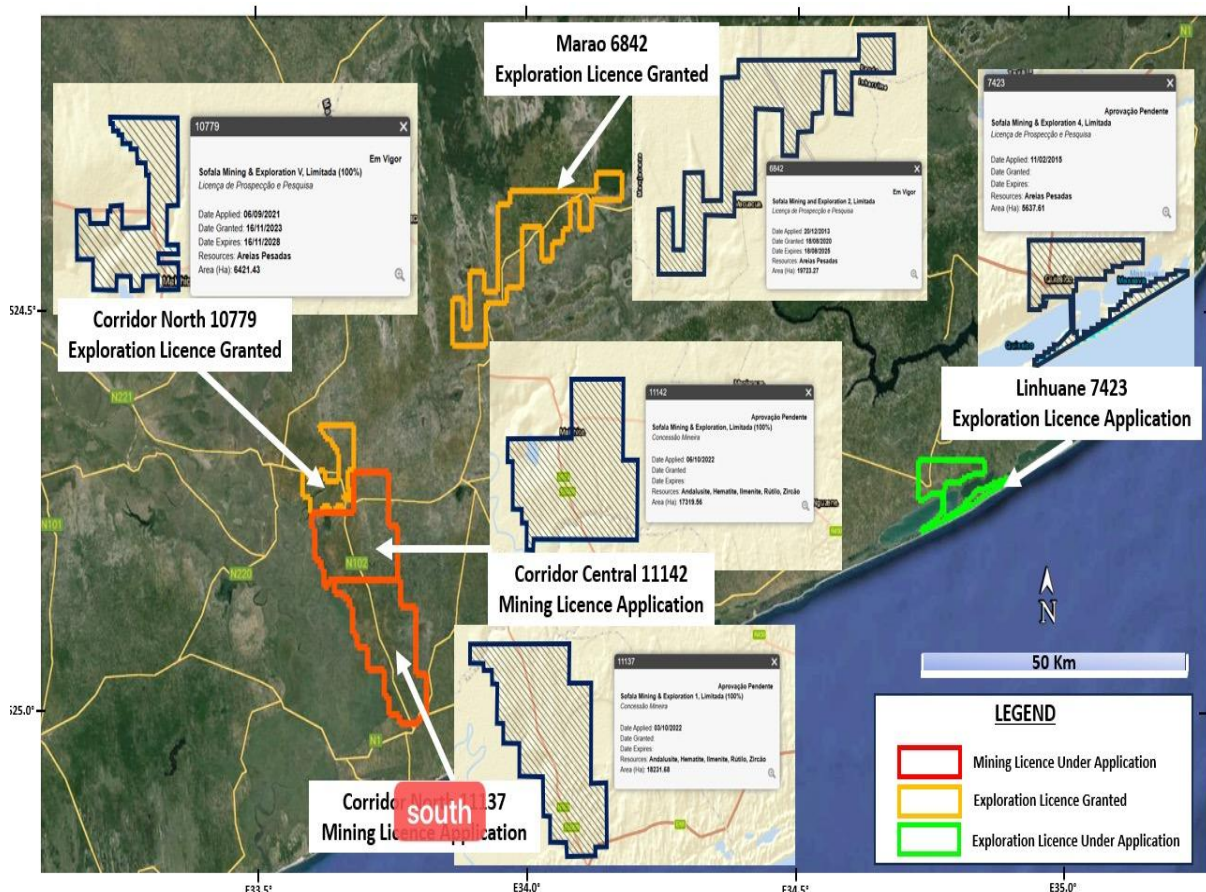 Marao 6842
Exploration Licence Granted
10779
Em Vigor
Sofala Mining & Exploration V, Limitada (100%)
Licença de Prospecção e Pesquisa
Date Applied: 06/09/2021
Date Granted: 16/11/2023
Date Expires: 16/11/2028
Resources: Areias Pesadas
Area (Ha): 6421.43
Corridor North 10779
Exploration Licence Granted
6842
Em Vigor
Sofala Mining and Exploration 2, Limitada
Licença de Prospecção e Pesquisa
Date Applied: 20/12/2013
Date Granted: 18/08/2020
Date Expires: 18/08/2025
Resources: Areias Pesadas
Area (Ha): 19723.27
7423
Aprovação Pendente
Sofala Mining & Exploration 4, Limitada
Licença de Prospecção e Pesquisa
Date Applied: 11/02/2015
Date Granted:
Date Expires:
Resources: Areias Pesadas
Area (Ha): 5637.61
Linhuane 7423
Exploration Licence Application
11142
Aprovação Pendente
Sofala Mining & Exploration, Limitada (100%)
Concessão Mineira
Date Applied: 06/10/2022
Date Granted
Date Expires
Resources: Andalusite, Hematite, Ilmenite, Rútilo, Zircão
Area (Ha): 17319.56
Corridor Central 11142
Mining Licence Application
11137
Aprovação Pendente
Sofala Mining & Exploration 1, Limitada (100%)
Concessão Mineira
Date Applied: 03/10/2022
Date Granted:
Date Expires:
Resources: Andalusite, Hematite, Ilmenite, Rútilo, Zircão
Area (Ha): 18231.68
Corridor 11137
south
Mining Licence Application
N1
N221
N101
N220
N102
N1
N
50 Km
LEGEND
Mining Licence Under Application
Exploration Licence Granted
Exploration Licence Under Application
S24.5°
S25.0°
E33.5°
E34.0°
E34.5°
E35.0°